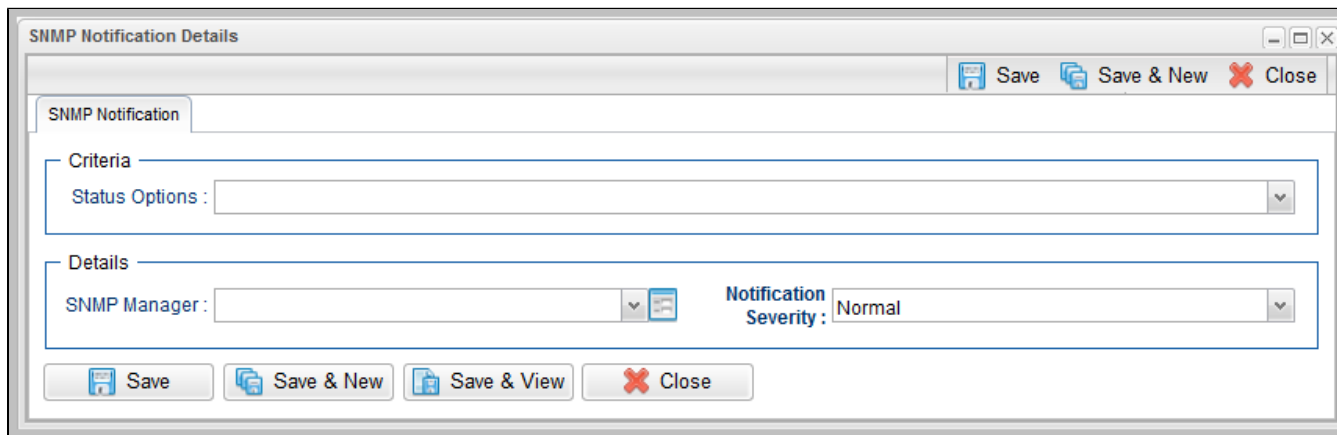 SNMP Notification Details
Save Save & New Close
SNMP Notification
Criteria
Status Options :
Details
SNMP Manager :
Notification
Severity : Normal
Save Save & New Save & View Close